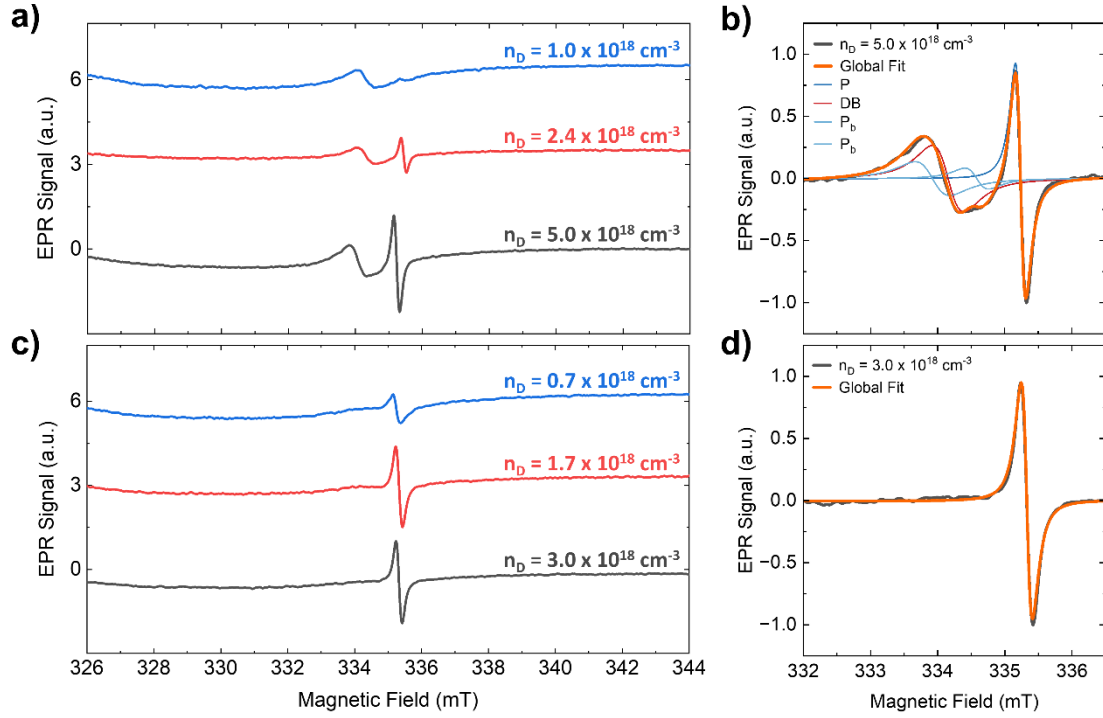 a)
n_D = 1.0 x 10^18 cm^-3
n_D = 2.4 x 10^18 cm^-3
n_D = 5.0 x 10^18 cm^-3
6
3
0
EPR Signal (a.u.)
b)
n_D = 5.0 x 10^18 cm^-3
Global Fit
P
DB
P_b
P_b
1.0
0.5
0.0
−0.5
−1.0
EPR Signal (a.u.)
c)
n_D = 0.7 x 10^18 cm^-3
n_D = 1.7 x 10^18 cm^-3
n_D = 3.0 x 10^18 cm^-3
6
3
0
EPR Signal (a.u.)
326 328 330 332 334 336 338 340 342 344
Magnetic Field (mT)
d)
n_D = 3.0 x 10^18 cm^-3
Global Fit
1.0
0.5
0.0
−0.5
−1.0
EPR Signal (a.u.)
332 333 334 335 336
Magnetic Field (mT)